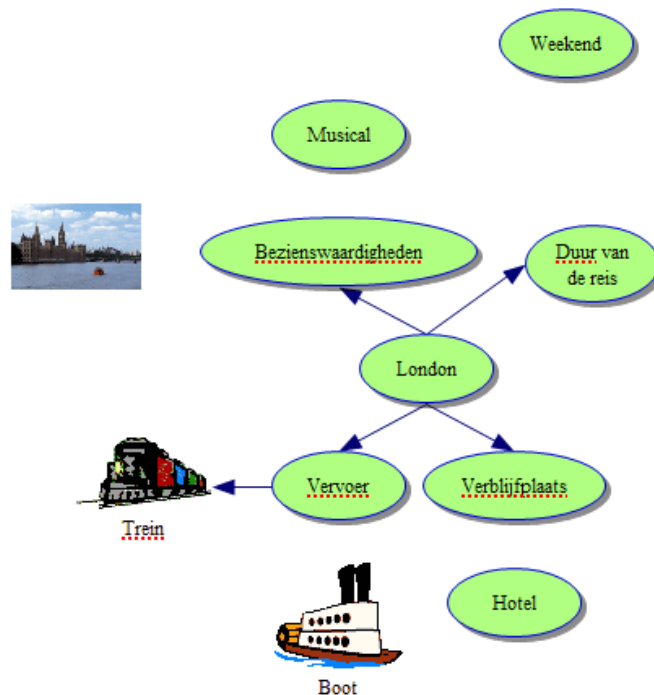 Weekend
Musical
Bezienswaardigheden
Duur van
de reis
London
Vervoer
Verblijfplaats
Trein
Hotel
Boot